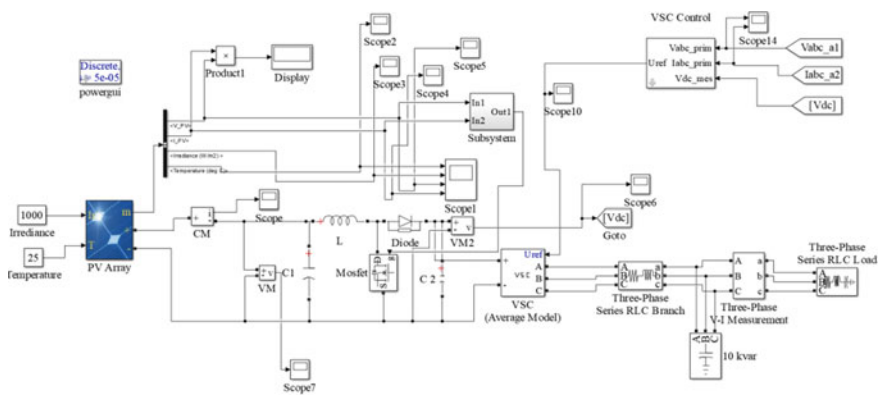 VSC Control
Scope14
Vabc_prim
Uref Iabc_prim
Vdc_mes
Vabc_a1
Iabc_a2
[Vdc]
Discrete,
5e-05
powergui
×
Product1
Display
Scope2
Scope3
Scope5
Scope4
Scope10
In1
In2
Out1
Subsystem
<V_PV>
<I_PV>
Scope1
Scope6
[Vdc]
Goto
1000
Irradiance
25
Temperature
m
T
PV Array
+
-
i
CM
Scope
L
Diode
VM2
v
Mosfet
D
S
m
C1
C 2
VM
v
Scope7
Uref
VSC
+
-
A
B
C
VSC
(Average Model)
A A
B B
C C
Three-Phase
Series RLC Branch
A a
B b
C c
Three-Phase
V-I Measurement
Three-Phase
Series RLC Load
A
B
C
A B C
10 kvar